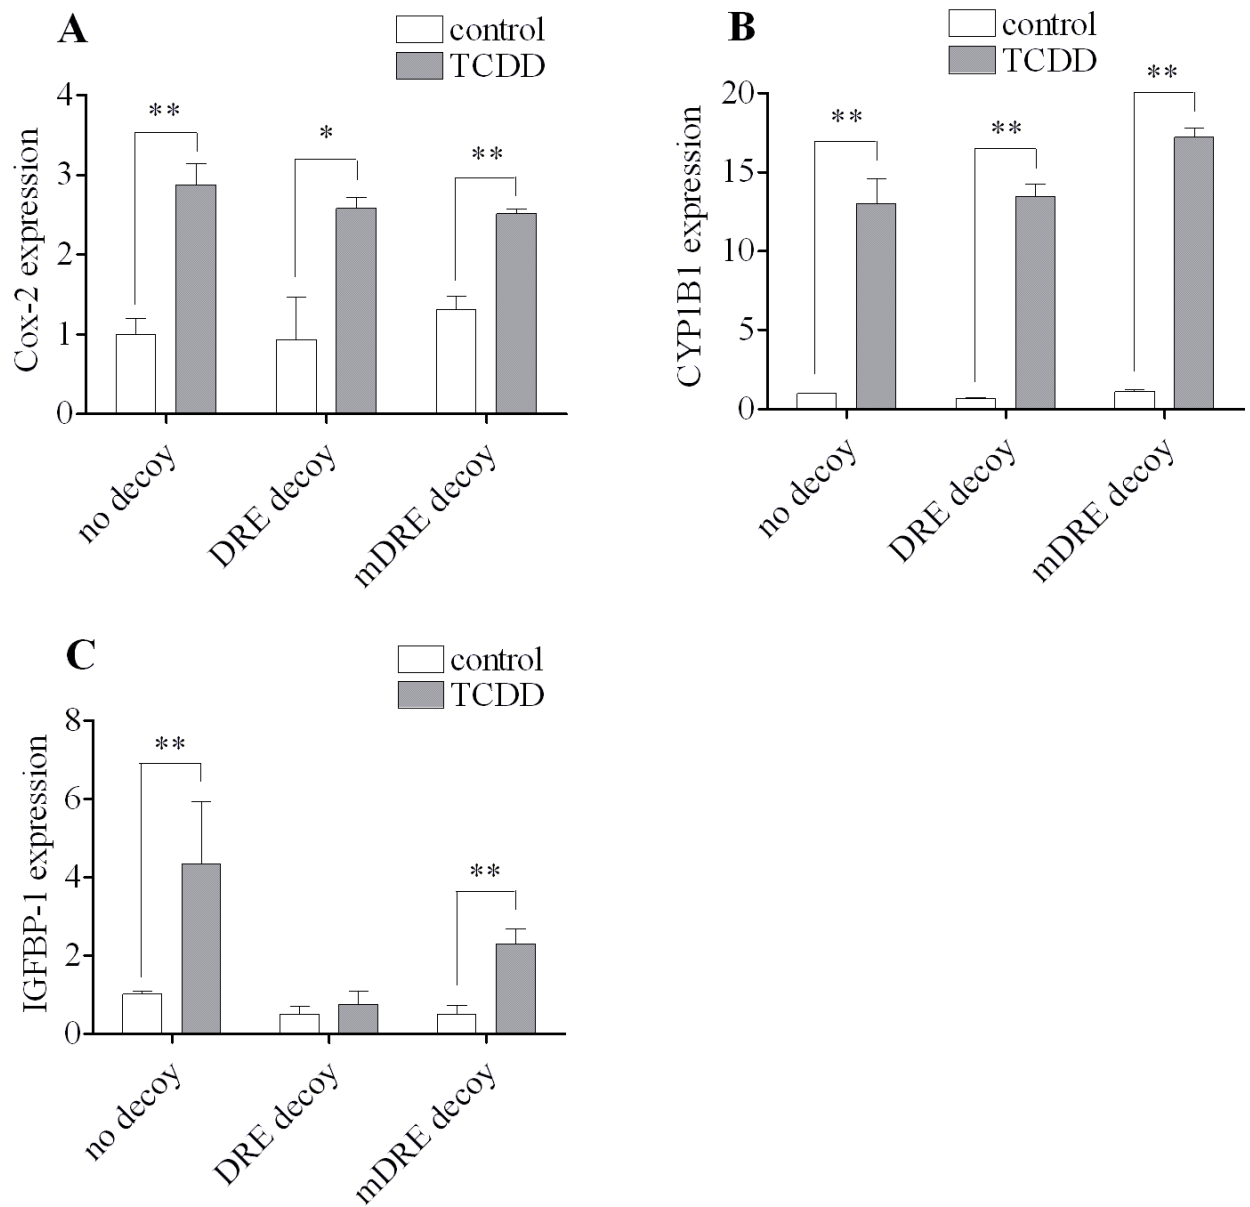 A
control
TCDD
Cox-2 expression
4
3
2
1
0
**
*
**
no decoy
DRE decoy
mDRE decoy
B
control
TCDD
CYP1B1 expression
20
15
10
5
0
**
**
**
no decoy
DRE decoy
mDRE decoy
C
control
TCDD
IGFBP-1 expression
8
6
4
2
0
**
**
no decoy
DRE decoy
mDRE decoy